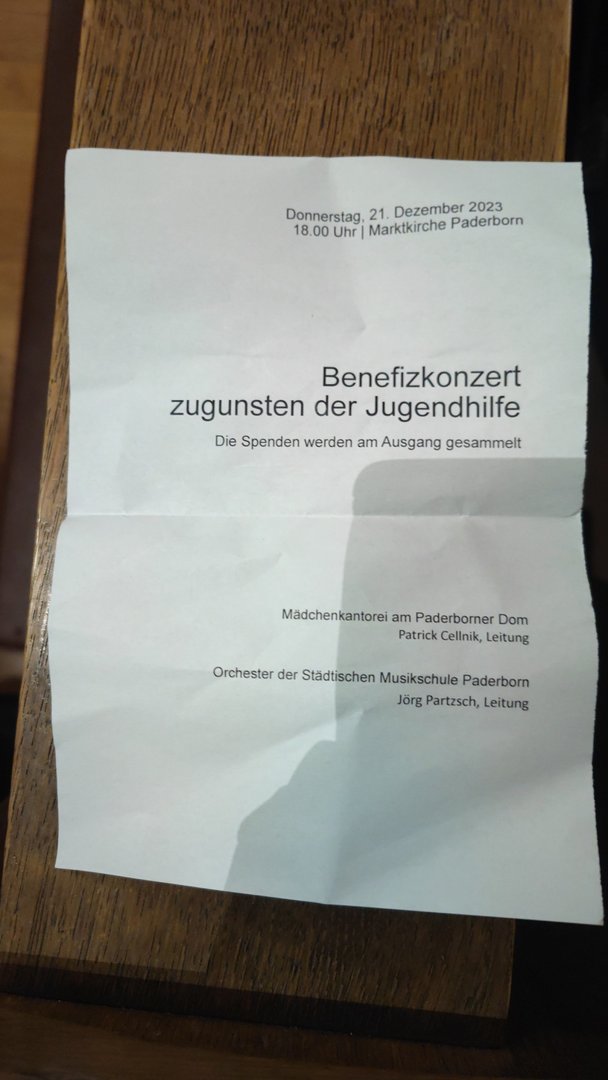 Donnerstag, 21. Dezember 2023
18.00 Uhr | Marktkirche Paderborn
Benefizkonzert
zugunsten der Jugendhilfe
Die Spenden werden am Ausgang gesammelt
Mädchenkantorei am Paderborner Dom
Patrick Cellnik, Leitung
Orchester der Städtischen Musikschule Paderborn
Jörg Partzsch, Leitung